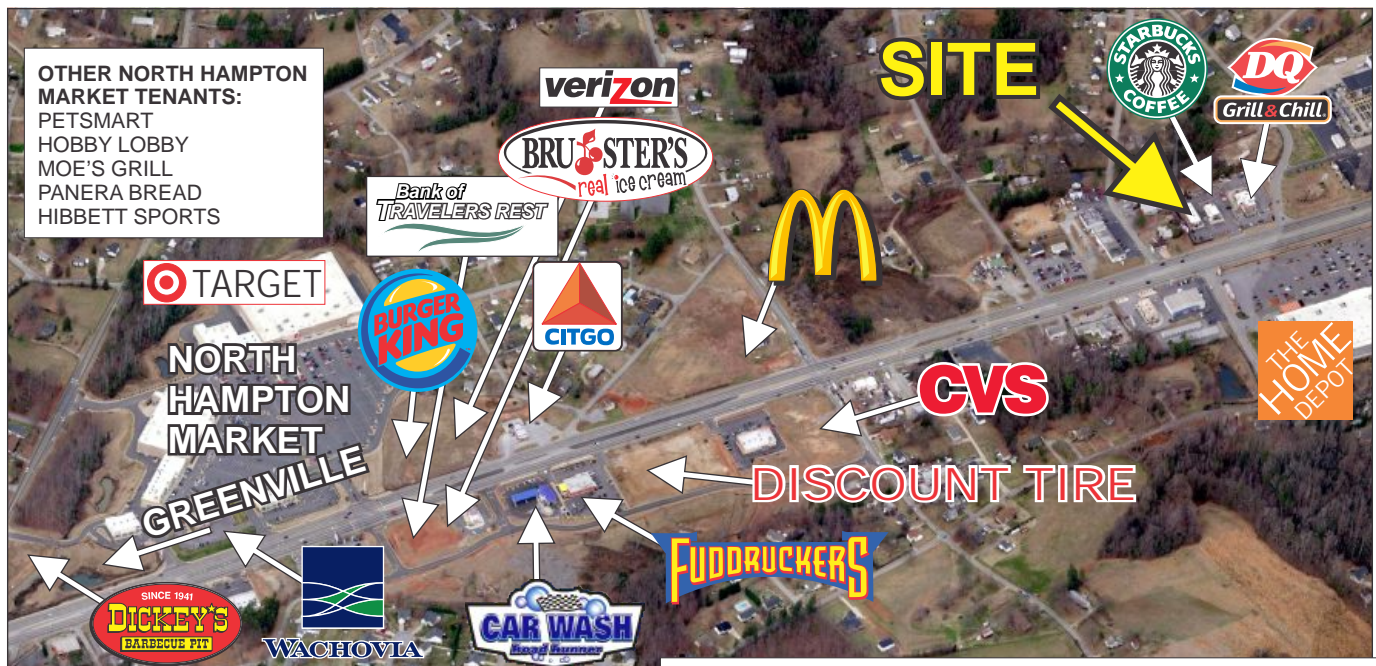 OTHER NORTH HAMPTON
MARKET TENANTS:
PETSMART
HOBBY LOBBY
MOE'S GRILL
PANERA BREAD
HIBBETT SPORTS
verizon
BRUSTER'S
real ice cream
Bank of
TRAVELERS REST
SITE
STARBUCKS
COFFEE
DQ
Grill & Chill
TARGET
BURGER
KING
CITGO
NORTH
HAMPTON
MARKET
GREENVILLE
CVS
THE
HOME
DEPOT
DISCOUNT TIRE
FUDDRUCKERS
SINCE 1941
DICKEY'S
BARBECUE PIT
WACHOVIA
CAR WASH
Road Runner